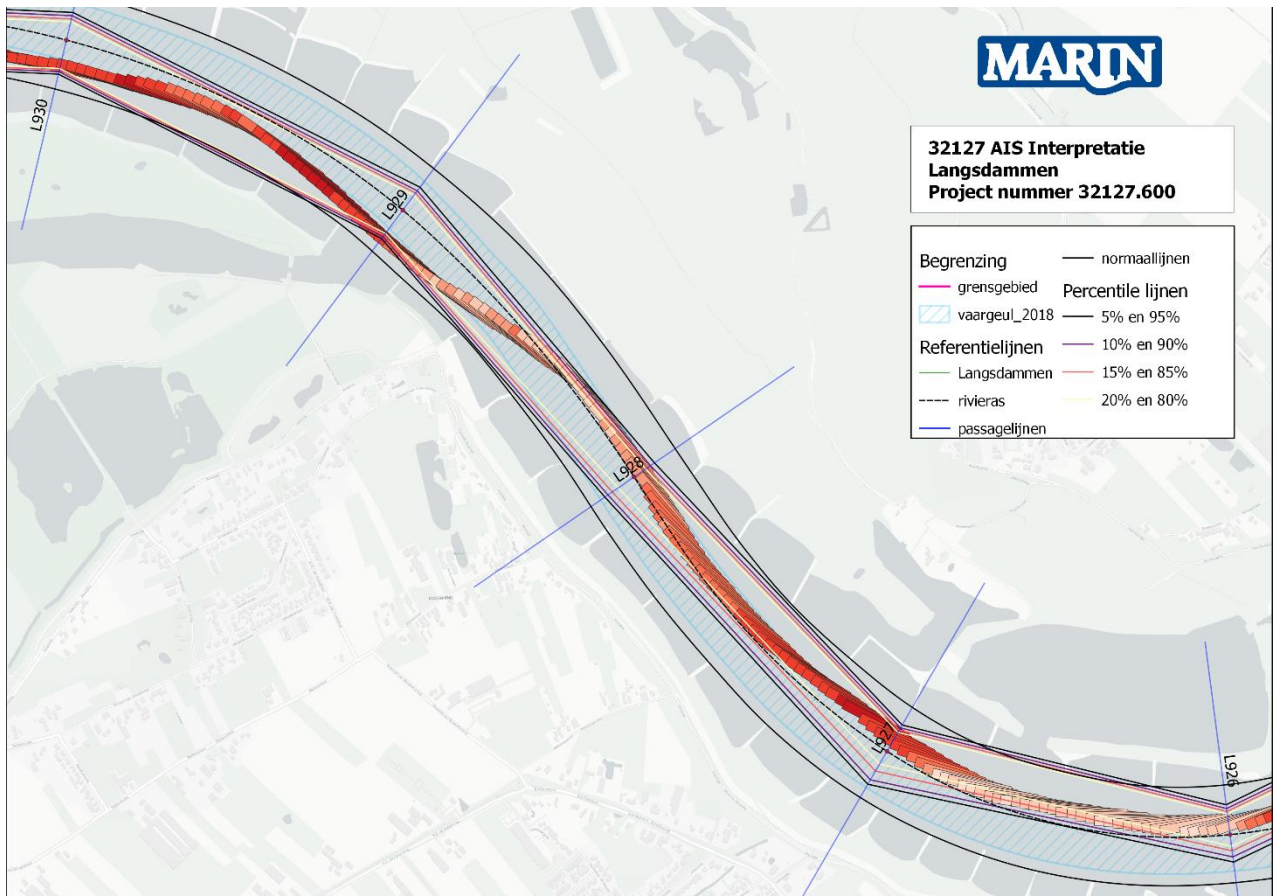 MARIN
32127 AIS Interpretatie
Langsdammen
Project nummer 32127.600
Begrenzing
grensgebied
vaargeul_2018
Referentielijnen
Langsdammen
rivieras
passagelijnen
normaallijnen
Percentile lijnen
5% en 95%
10% en 90%
15% en 85%
20% en 80%
L930
L929
L928
L927
L926